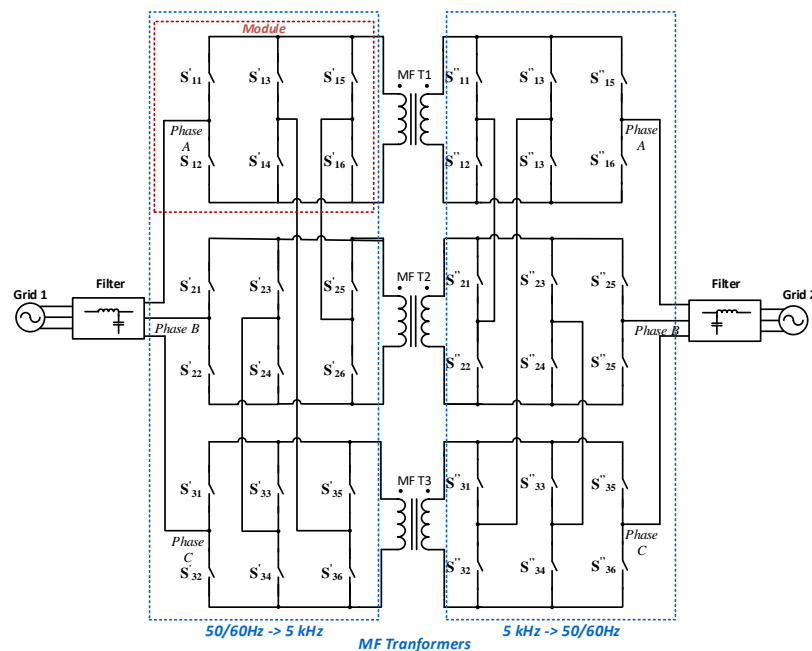 Module
S'11 S'13 S'15 MF T1 S''11 S''13 S''15
Phase A Phase A
S'12 S'14 S'16 S''12 S''13 S''16
Grid 1 Filter S'21 S'23 S'25 MF T2 S''21 S''23 S''25 Filter Grid 2
Phase B Phase B
S'22 S'24 S'26 S''22 S''24 S''25
S'31 S'33 S'35 MF T3 S''31 S''33 S''35
Phase C Phase C
S'32 S'34 S'36 S''32 S''34 S''36
50/60Hz -> 5 kHz 5 kHz -> 50/60Hz
MF Tranformers